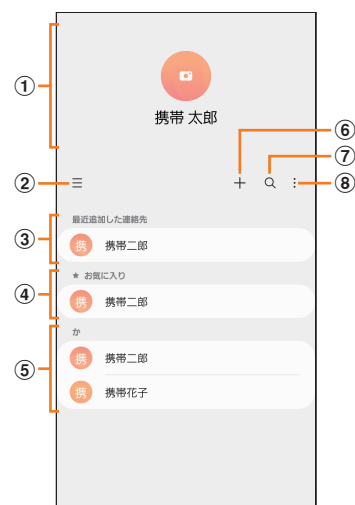 ①
携帯 太郎
⑥
⑦
② ⑧
最近追加した連絡先
③
携 携帯二郎
★ お気に入り
④
携 携帯二郎
か
⑤
携 携帯二郎
携 携帯花子